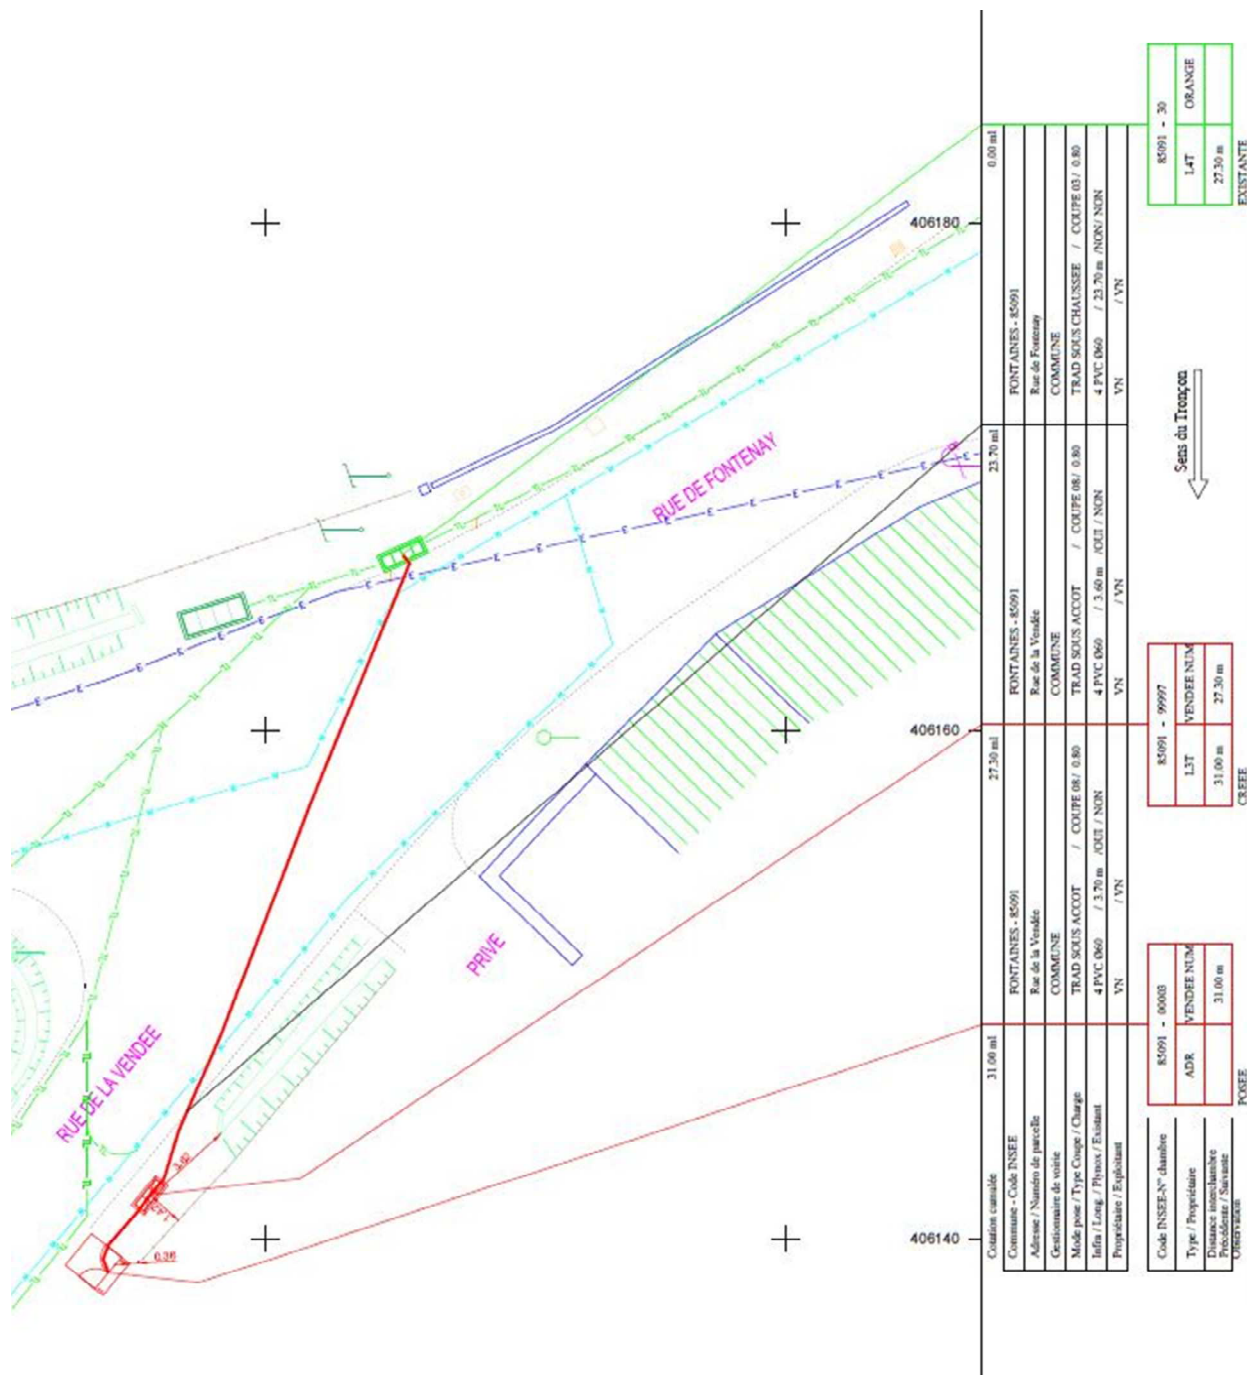 406180
406160
406140
RUE DE FONTENAY
PRIVE
RUE DE LA VENDEE
3.60
0.36
Cotation cumulée
31.00 ml
27.30 ml
23.70 ml
0.00 ml
Commune - Code INSEE
FONTAINES - 85091
FONTAINES - 85091
FONTAINES - 85091
Adresse / Numéro de parcelle
Rue de la Vendée
Rue de la Vendée
Rue de Fontenay
Gestionnaire de voirie
COMMUNE
COMMUNE
COMMUNE
Mode pose / Type Coupe / Charge
TRAD SOUS ACCOT / COUPE 08 / 0.80
TRAD SOUS ACCOT / COUPE 08 / 0.80
TRAD SOUS CHAUSSEE / COUPE 03 / 0.80
Infra / Long. / Plynox / Existant
4 PVC Ø60 / 3.70 m /OUI / NON
4 PVC Ø60 / 3.60 m /OUI / NON
4 PVC Ø60 / 23.70 m /NON/ NON
Propriétaire / Exploitant
VN / VN
VN / VN
VN / VN
Sens du Tronçon
Code INSEE-N° chambre
85091 - 00003
85091 - 99997
85091 - 30
Type / Propriétaire
ADR VENDEE NUM
L3T VENDEE NUM
L4T ORANGE
Distance interchambre
Précédente / Suivante
31.00 m
31.00 m 27.30 m
27.30 m
Observation
POSEE
CREEE
EXISTANTE